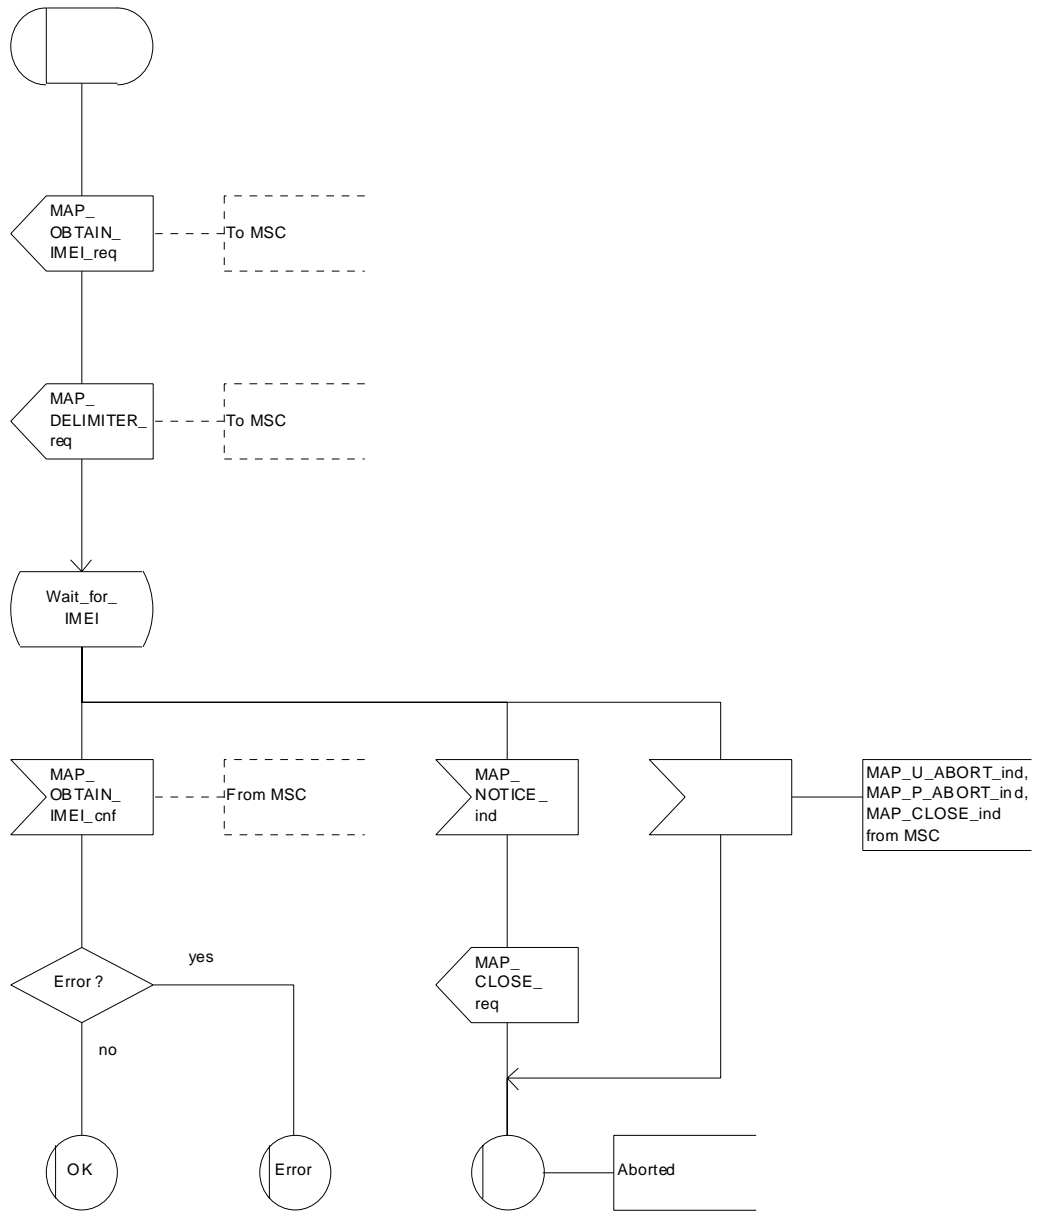 MAP_
OBTAIN_
IMEI_req
To MSC
MAP_
DELIMITER_
req
To MSC
Wait_for_
IMEI
MAP_
OBTAIN_
IMEI_cnf
From MSC
MAP_
NOTICE_
ind
MAP_U_ABORT_ind,
MAP_P_ABORT_ind,
MAP_CLOSE_ind
from MSC
Error ?
yes
no
MAP_
CLOSE_
req
OK
Error
Aborted